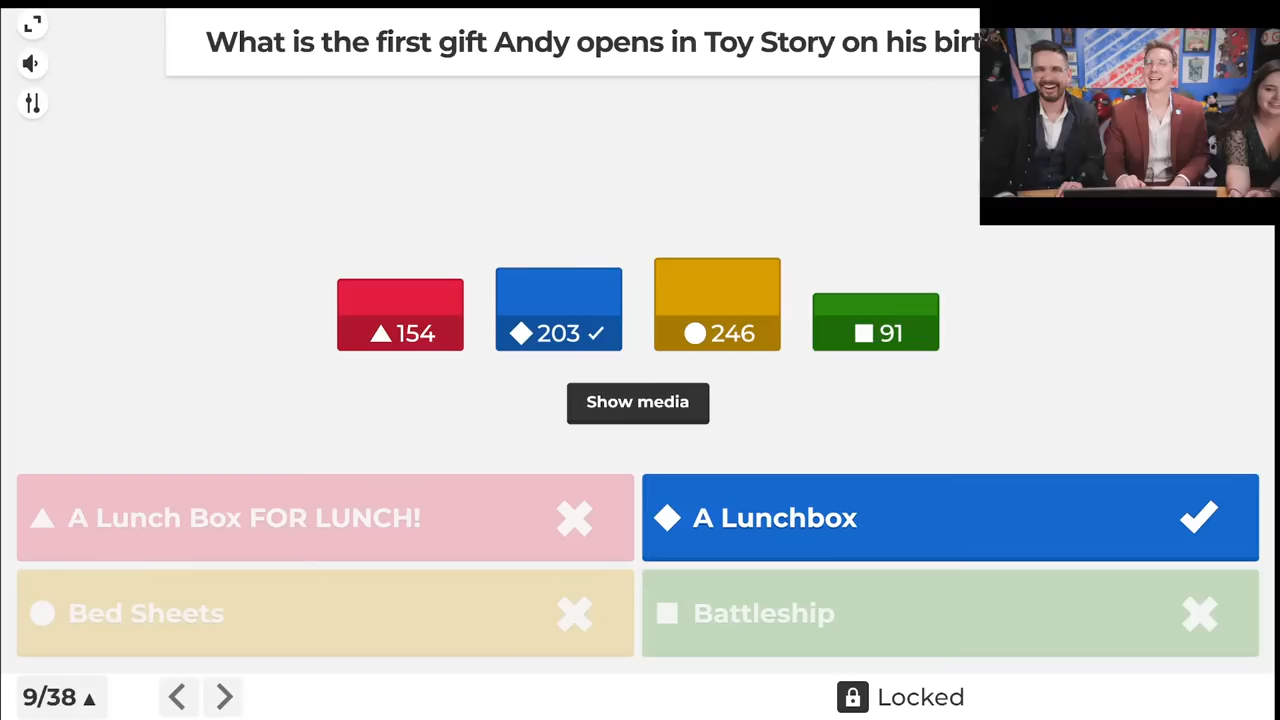 What is the first gift Andy opens in Toy Story on his birt
154
203
246
91
Show media
A Lunch Box FOR LUNCH!
A Lunchbox
Bed Sheets
Battleship
9/38
Locked